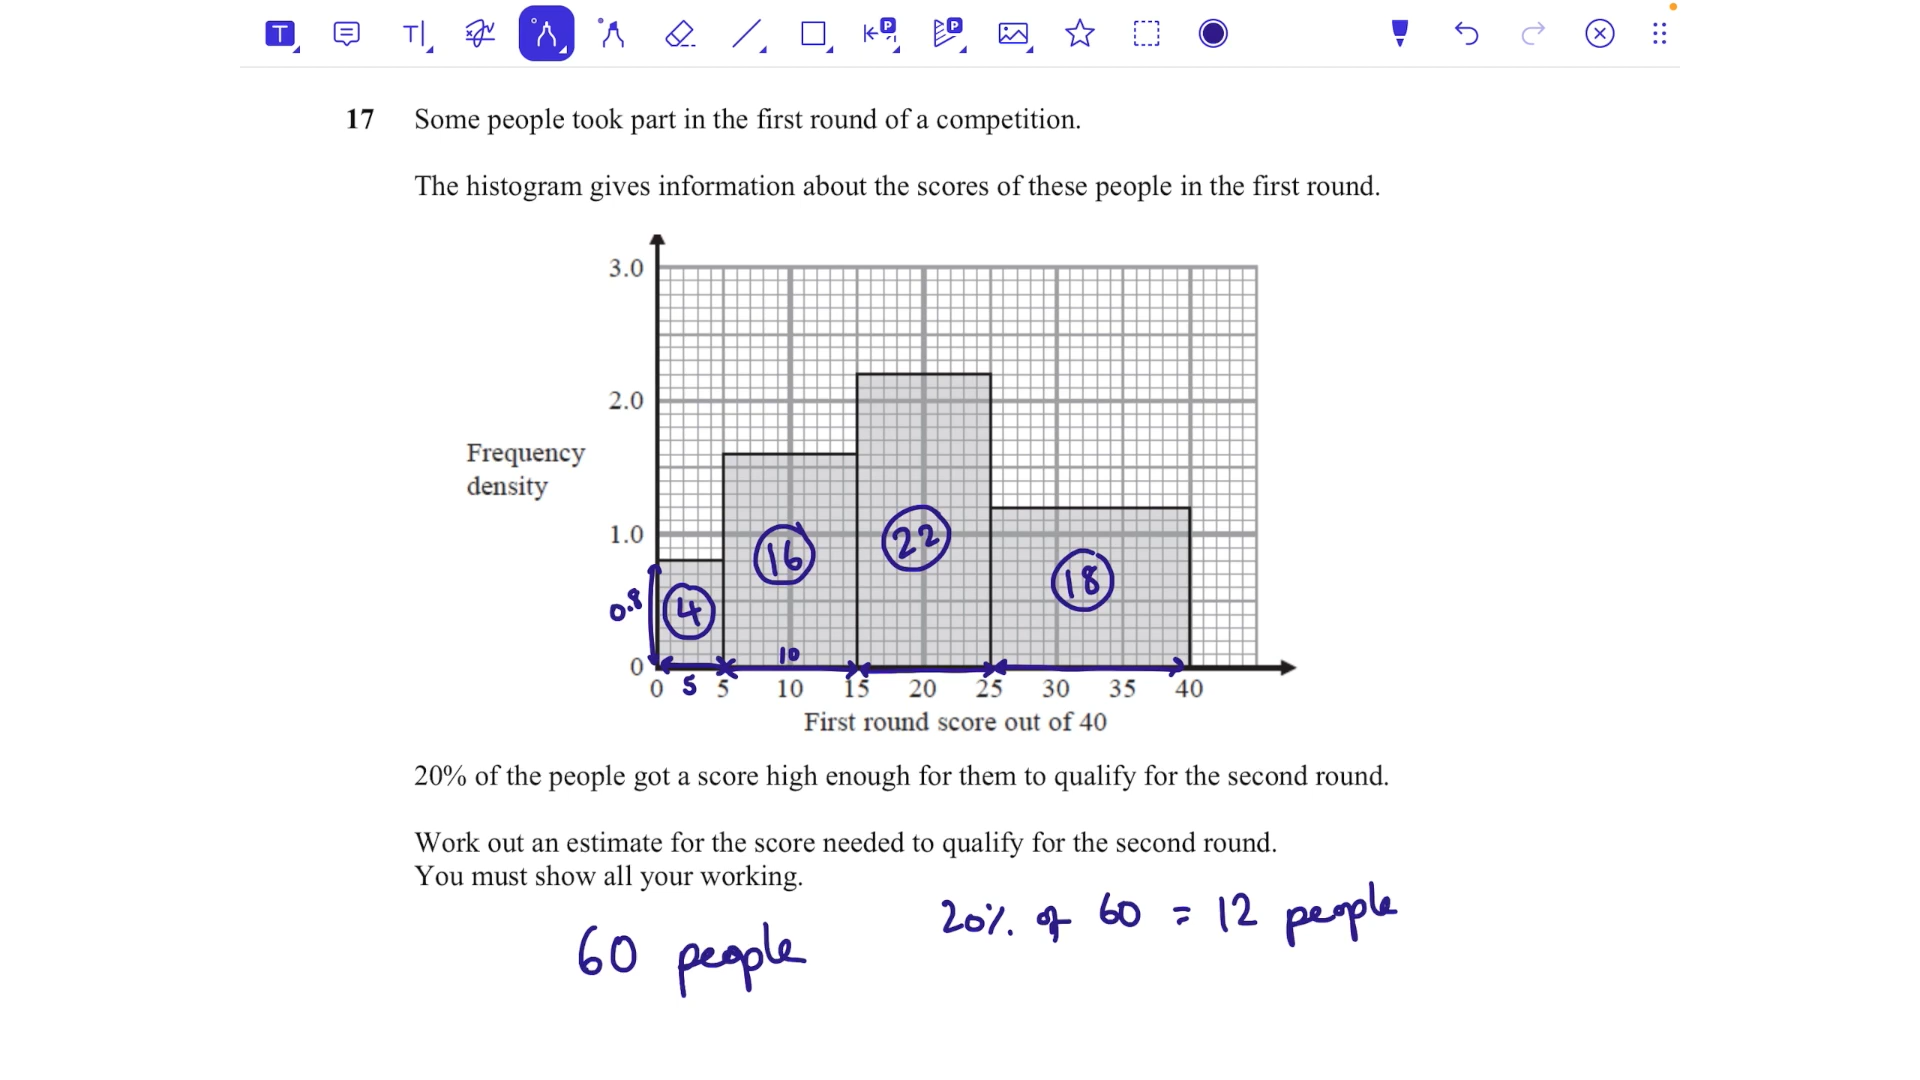 17 Some people took part in the first round of a competition.
The histogram gives information about the scores of these people in the first round.
3.0
2.0
Frequency
density
1.0
16
22
18
0.8
4
10
0
0 5 5 10 15 20 25 30 35 40
First round score out of 40
20% of the people got a score high enough for them to qualify for the second round.
Work out an estimate for the score needed to qualify for the second round.
You must show all your working.
20% of 60 = 12 people
60 people